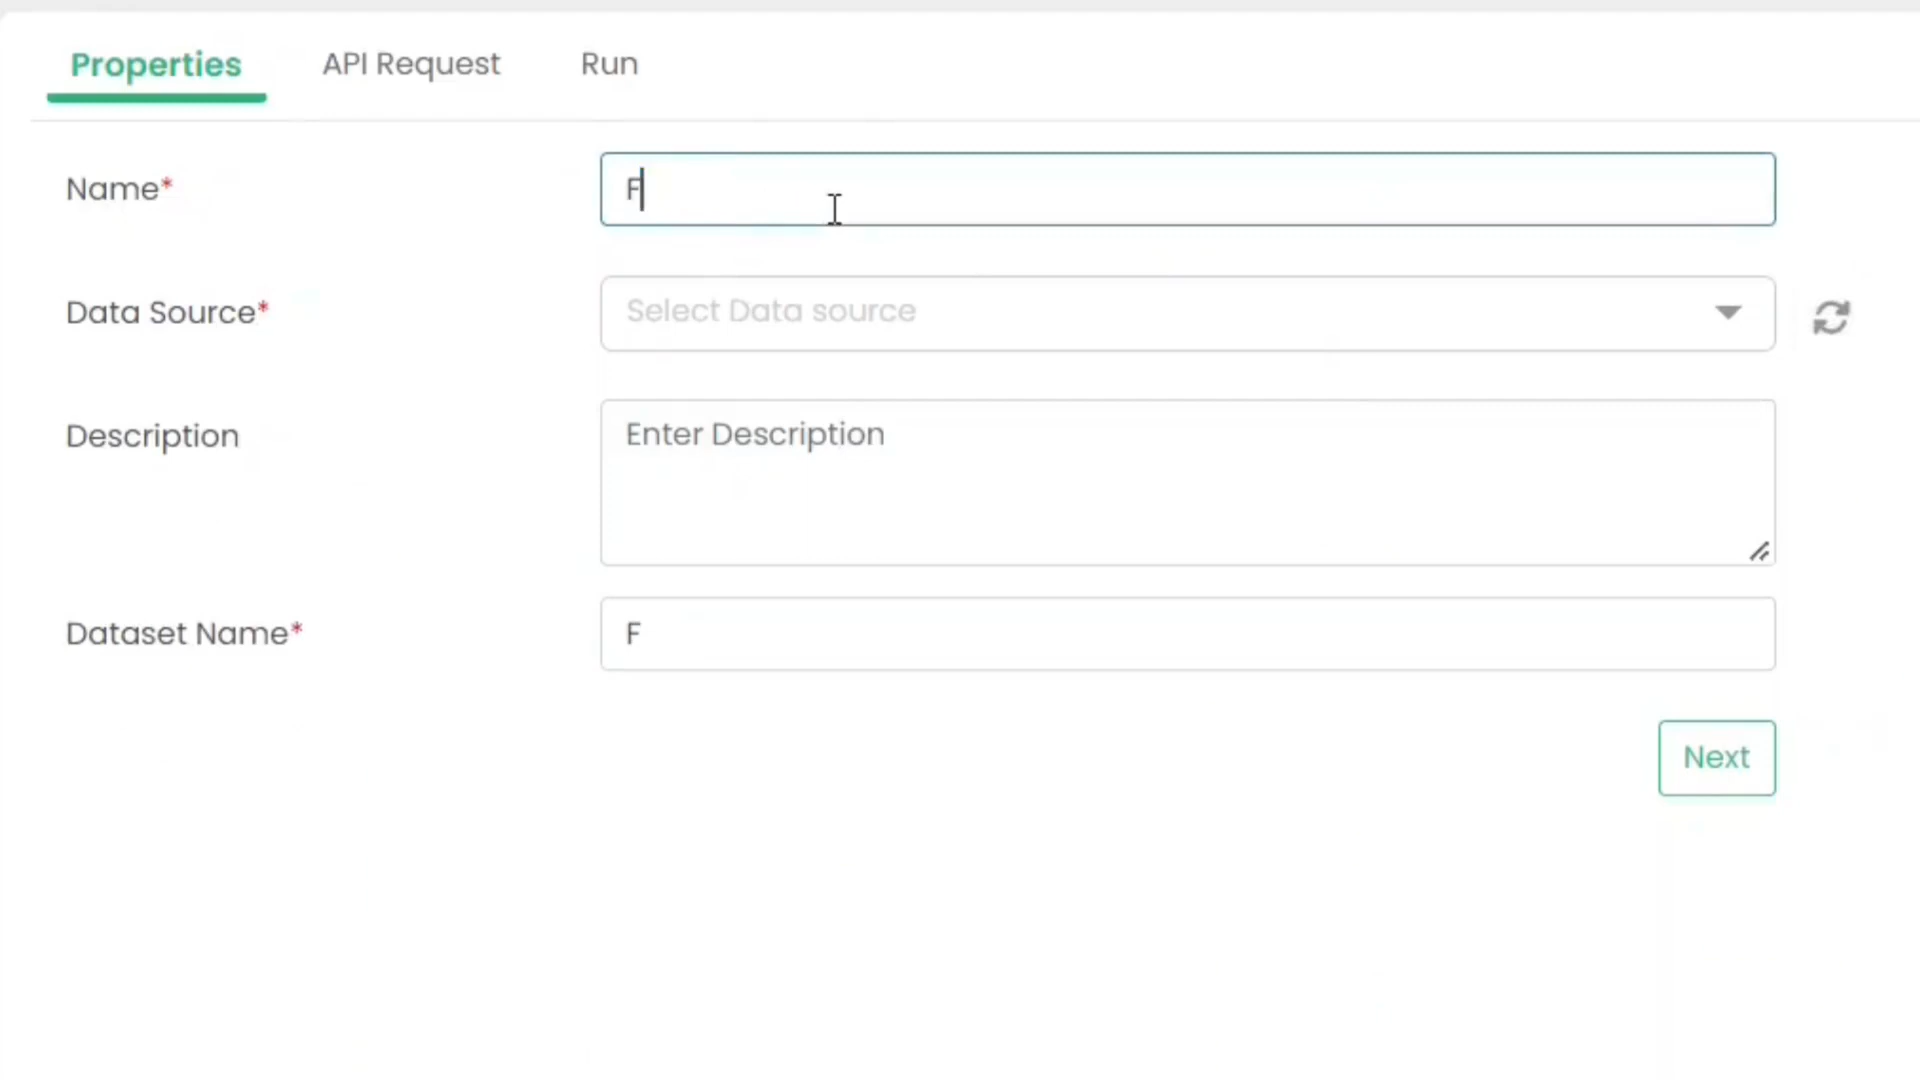 Properties API Request Run
Name* F
Data Source* Select Data source
Description Enter Description
Dataset Name* F
Next